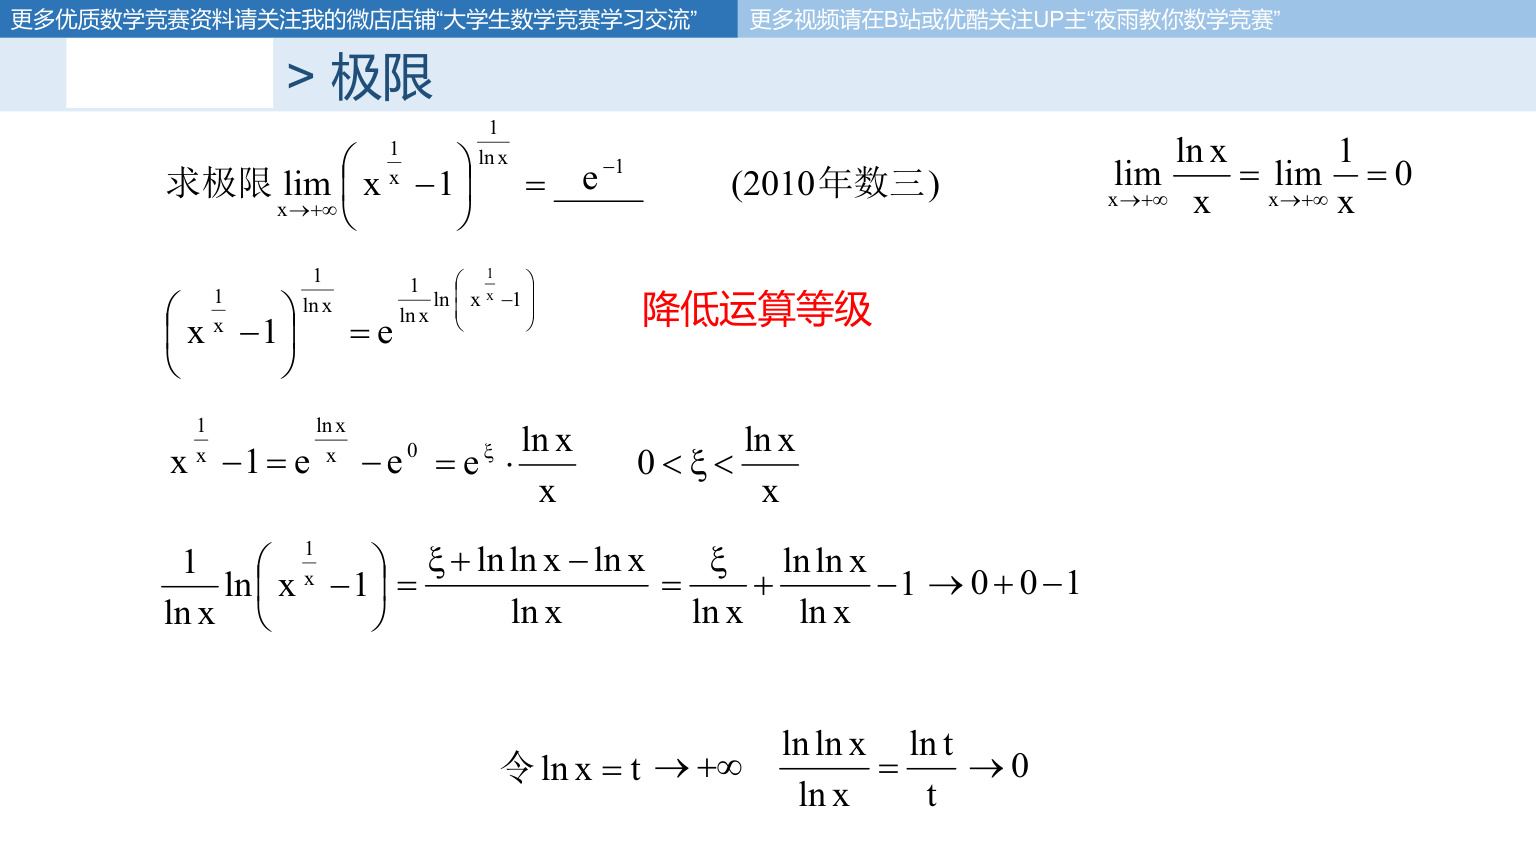 更多优质数学竞赛资料请关注我的微店店铺“大学生数学竞赛学习交流” 更多视频请在B站或优酷关注UP主“夜雨教你数学竞赛”
> 极限
求极限 lim_{x→+∞} (x^{1/x} − 1)^{1/ln x} = e^{−1} (2010年数三) lim_{x→+∞} ln x / x = lim_{x→+∞} 1/x = 0
(x^{1/x} − 1)^{1/ln x} = e^{(1/ln x) ln(x^{1/x} − 1)} 降低运算等级
x^{1/x} − 1 = e^{ln x / x} − e^0 = e^ξ · ln x / x 0 < ξ < ln x / x
1/ln x ln(x^{1/x} − 1) = (ξ + ln ln x − ln x) / ln x = ξ / ln x + ln ln x / ln x − 1 → 0 + 0 − 1
令 ln x = t → +∞ ln ln x / ln x = ln t / t → 0